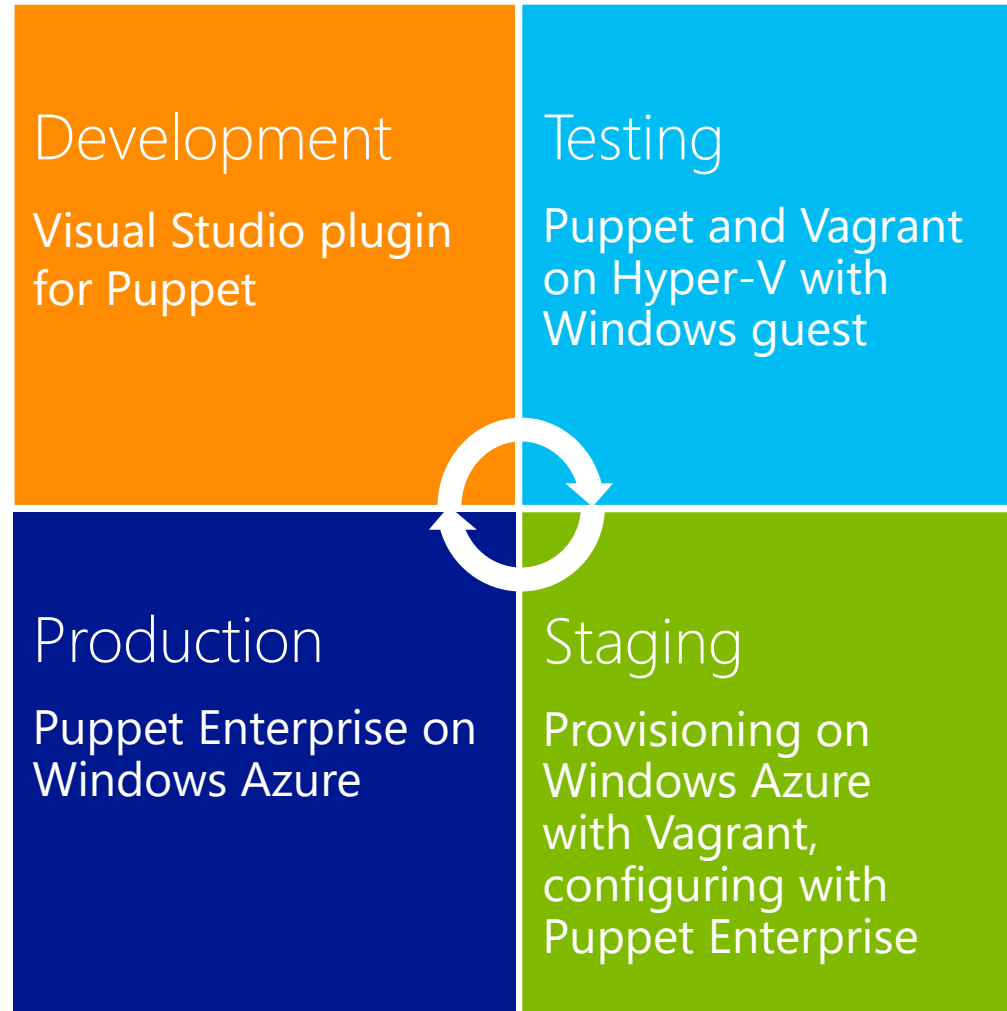 Development
Visual Studio plugin
for Puppet
Testing
Puppet and Vagrant
on Hyper-V with
Windows guest
Production
Puppet Enterprise on
Windows Azure
Staging
Provisioning on
Windows Azure
with Vagrant,
configuring with
Puppet Enterprise